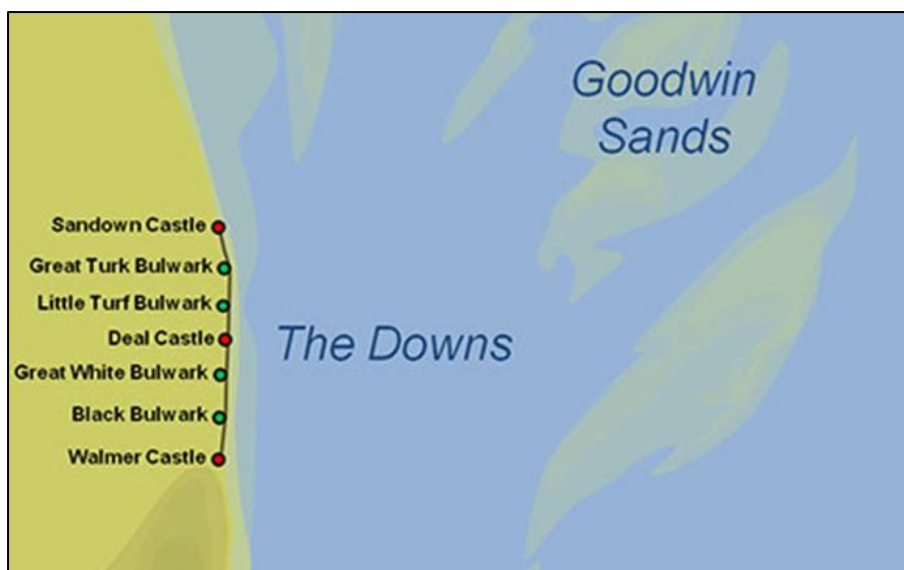 Goodwin
Sands
Sandown Castle
Great Turk Bulwark
Little Turf Bulwark
Deal Castle
The Downs
Great White Bulwark
Black Bulwark
Walmer Castle